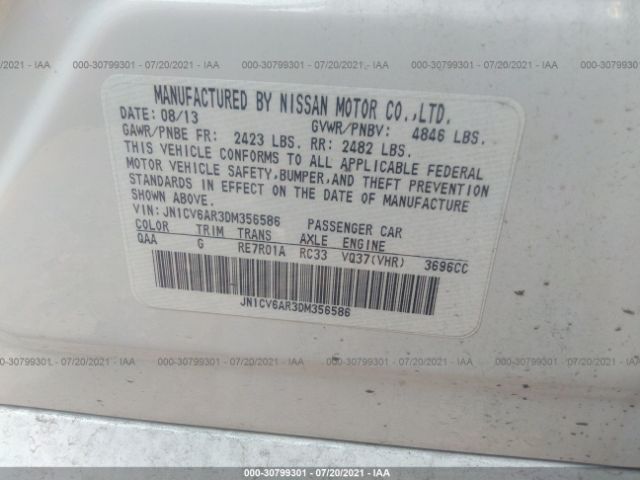 000-30799301 - 07/20/2021 - IAA
000-30799301 - 07/20/2021 - IAA
000-30799301 - 07/20/2021 - IAA
MANUFACTURED BY NISSAN MOTOR CO.,LTD.
DATE: 08/13 GVWR/PNBV: 4846 LBS.
GAWR/PNBE FR: 2423 LBS. RR: 2482 LBS.
THIS VEHICLE CONFORMS TO ALL APPLICABLE FEDERAL
MOTOR VEHICLE SAFETY,BUMPER,AND THEFT PREVENTION
STANDARDS IN EFFECT ON THE DATE OF MANUFACTURE
SHOWN ABOVE.
VIN: JN1CV6AR3DM356586 PASSENGER CAR
COLOR TRIM TRANS AXLE ENGINE
QAA G RE7R01A RC33 VQ37(VHR) 3696CC
JN1CV6AR3DM356586
000-30799301 - 07/20/2021 - IAA
000-30799301 - 07/20/2021 - IAA
000-30799301 - 07/20/2021 - IAA
000-30799301 - 07/20/2021 - IAA